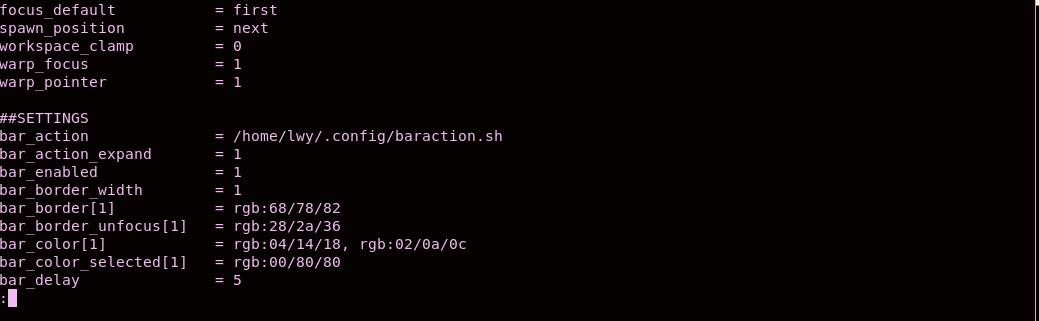 focus_default           = first
spawn_position          = next
workspace_clamp         = 0
warp_focus              = 1
warp_pointer            = 1

##SETTINGS
bar_action              = /home/lwy/.config/baraction.sh
bar_action_expand       = 1
bar_enabled             = 1
bar_border_width        = 1
bar_border[1]           = rgb:68/78/82
bar_border_unfocus[1]   = rgb:28/2a/36
bar_color[1]            = rgb:04/14/18, rgb:02/0a/0c
bar_color_selected[1]   = rgb:00/80/80
bar_delay               = 5
: